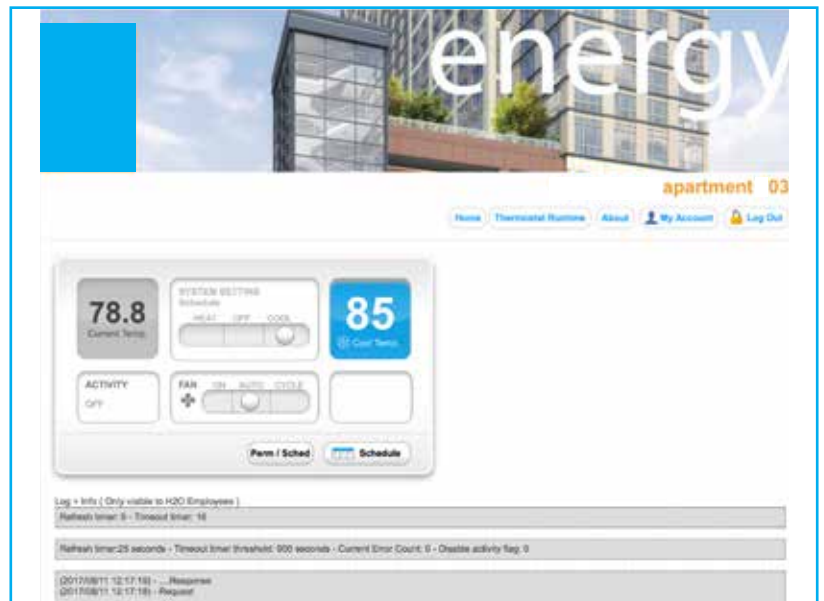 energy
apartment 03
Home Thermostat Runtime About My Account Log Out
78.8
Current Temp.
SYSTEM SETTING
Schedule
HEAT OFF COOL
85
Cool Temp.
ACTIVITY
OFF
FAN ON AUTO CYCLE
Perm / Sched Schedule
Log + Info ( Only visible to H2O Employees )
Refresh timer: 0 - Timeout timer: 16
Refresh timer:25 seconds - Timeout timer threshold: 900 seconds - Current Error Count: 0 - Disable activity flag: 0
(2017/08/11 12:17:18) - ....Response
(2017/08/11 12:17:18) - Request